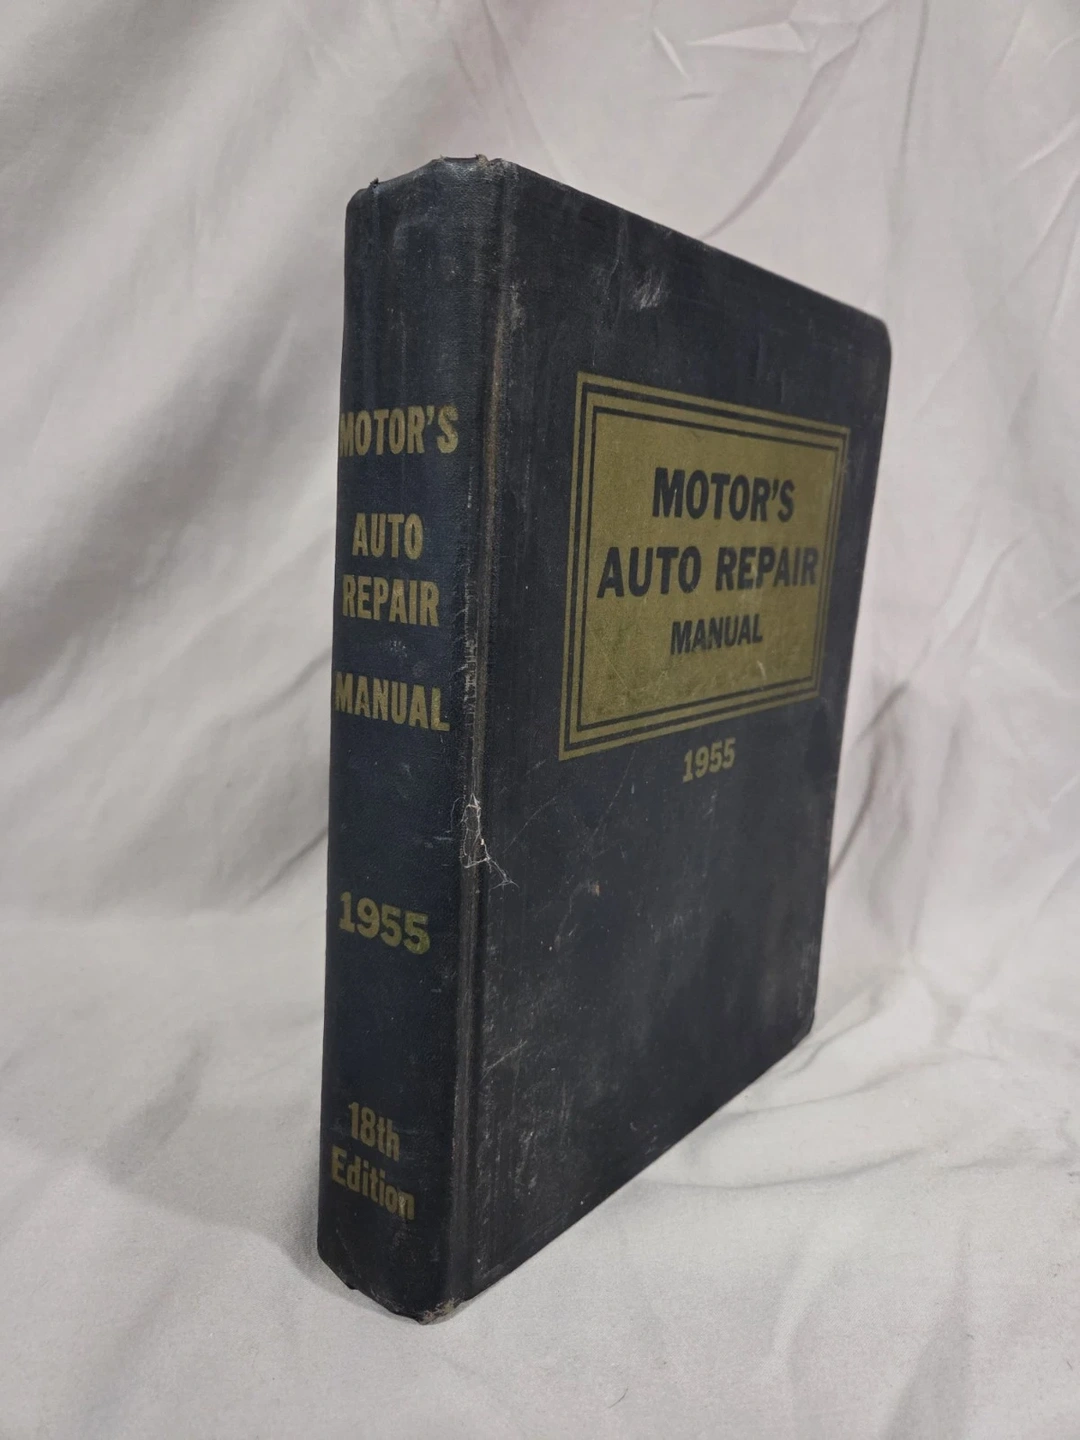 MOTOR'S
AUTO
REPAIR
MANUAL
1955
18th
Edition
MOTOR'S
AUTO REPAIR
MANUAL
1955